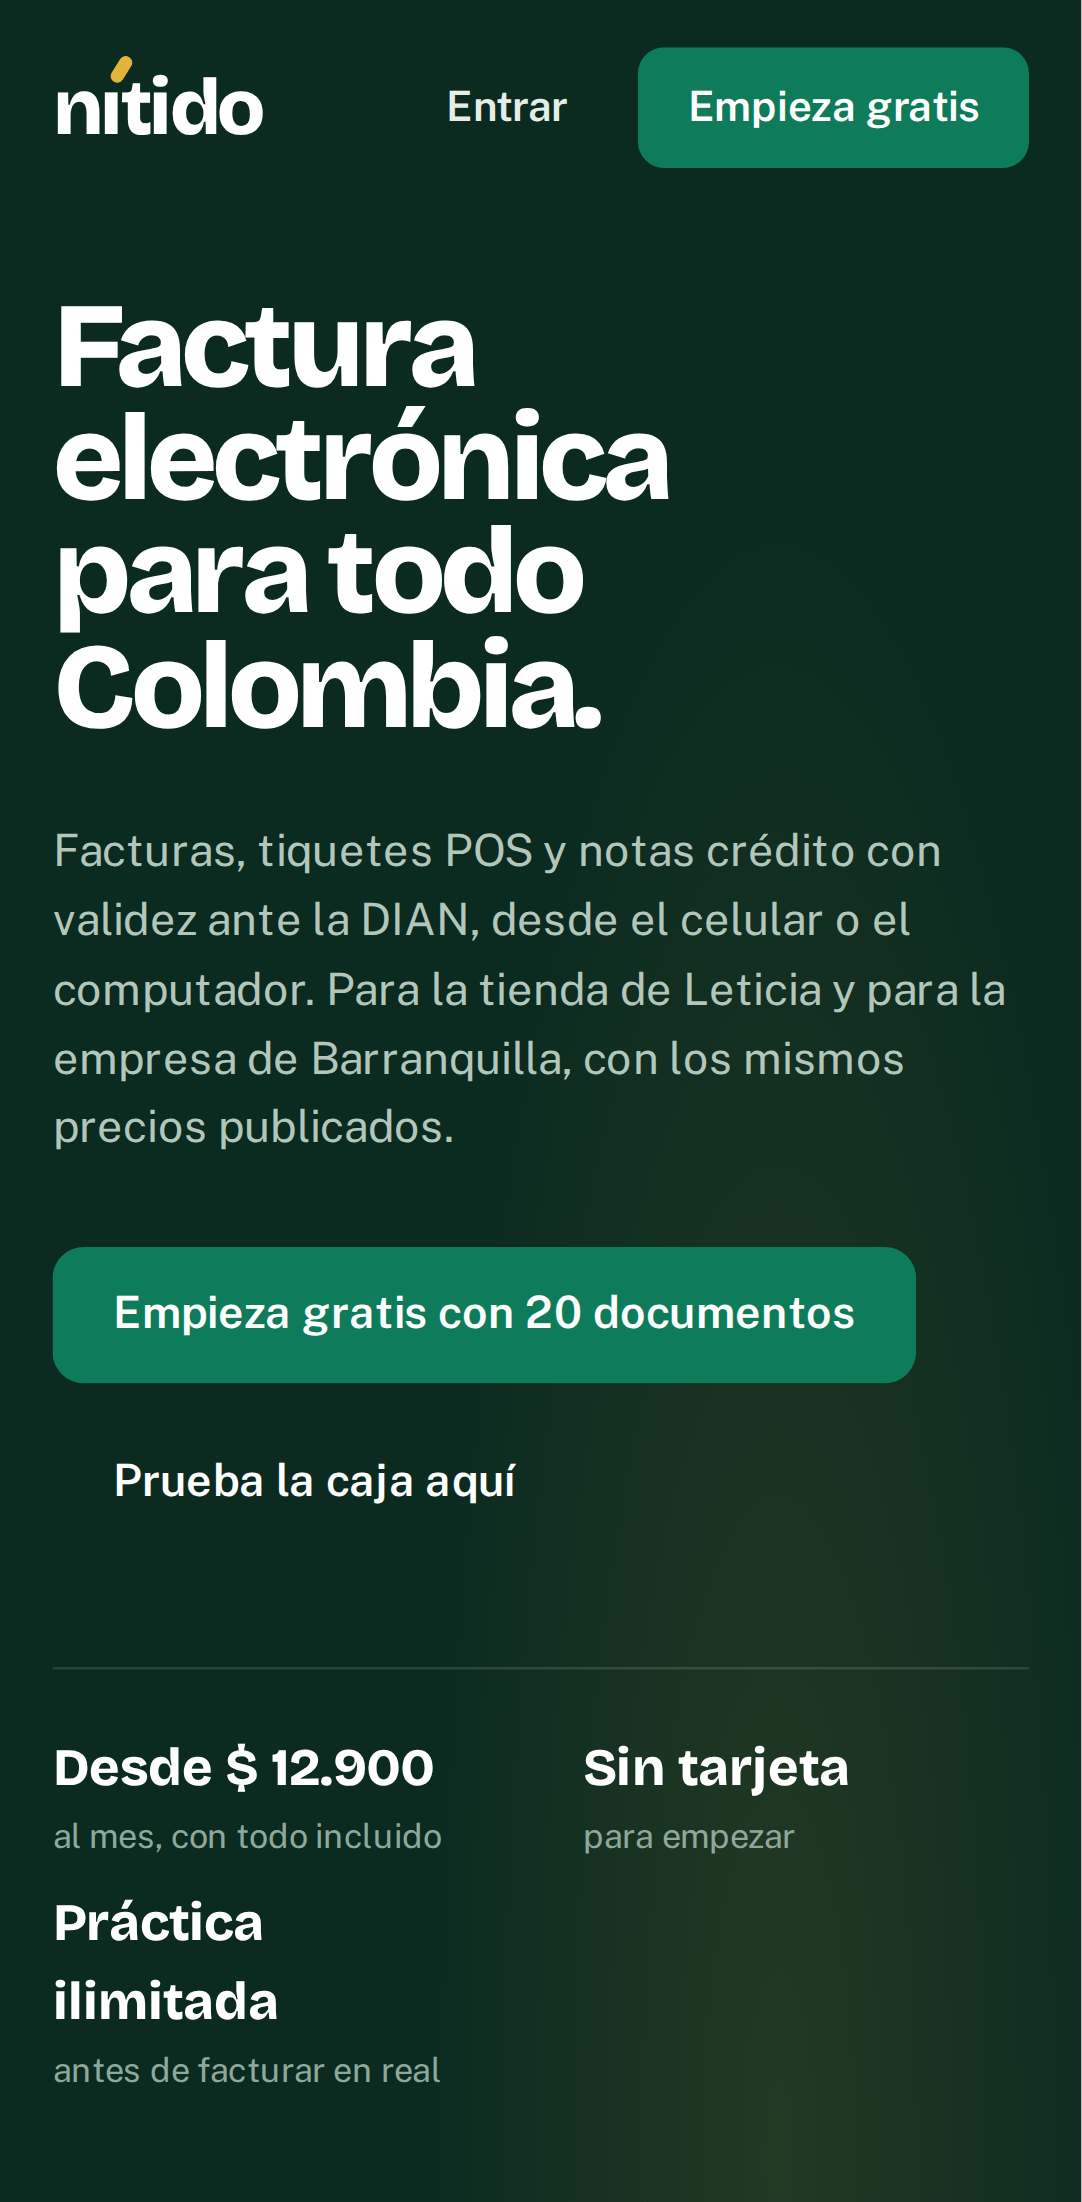 nítido
Entrar
Empieza gratis
Factura
electrónica
para todo
Colombia.
Facturas, tiquetes POS y notas crédito con
validez ante la DIAN, desde el celular o el
computador. Para la tienda de Leticia y para la
empresa de Barranquilla, con los mismos
precios publicados.
Empieza gratis con 20 documentos
Prueba la caja aquí
Desde $ 12.900
al mes, con todo incluido
Sin tarjeta
para empezar
Práctica
ilimitada
antes de facturar en real